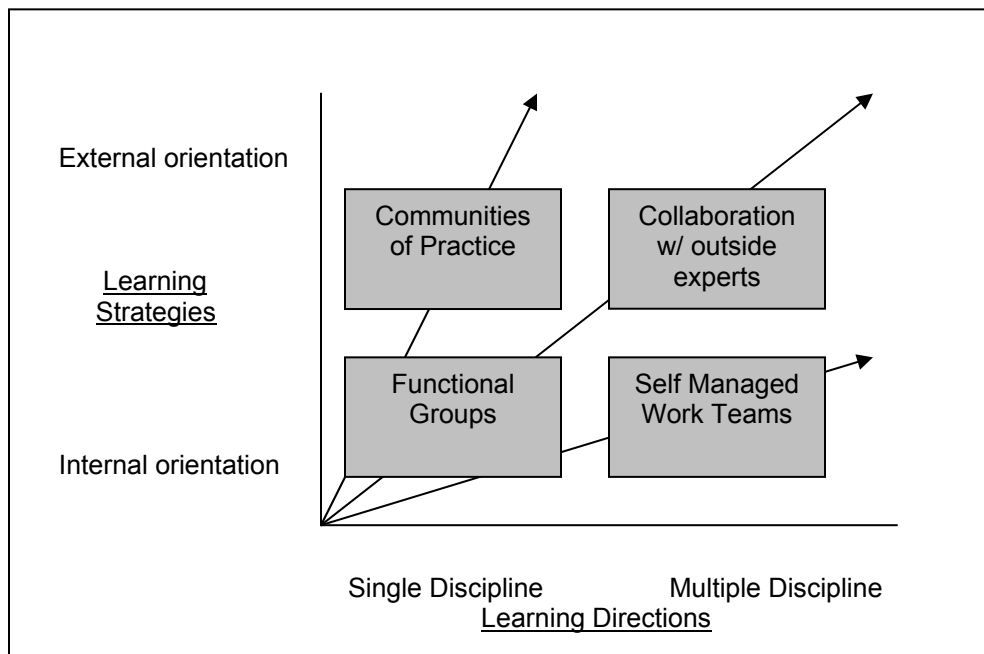 External orientation
Communities
of Practice
Collaboration
w/ outside
experts
Learning
Strategies
Functional
Groups
Self Managed
Work Teams
Internal orientation
Single Discipline
Multiple Discipline
Learning Directions